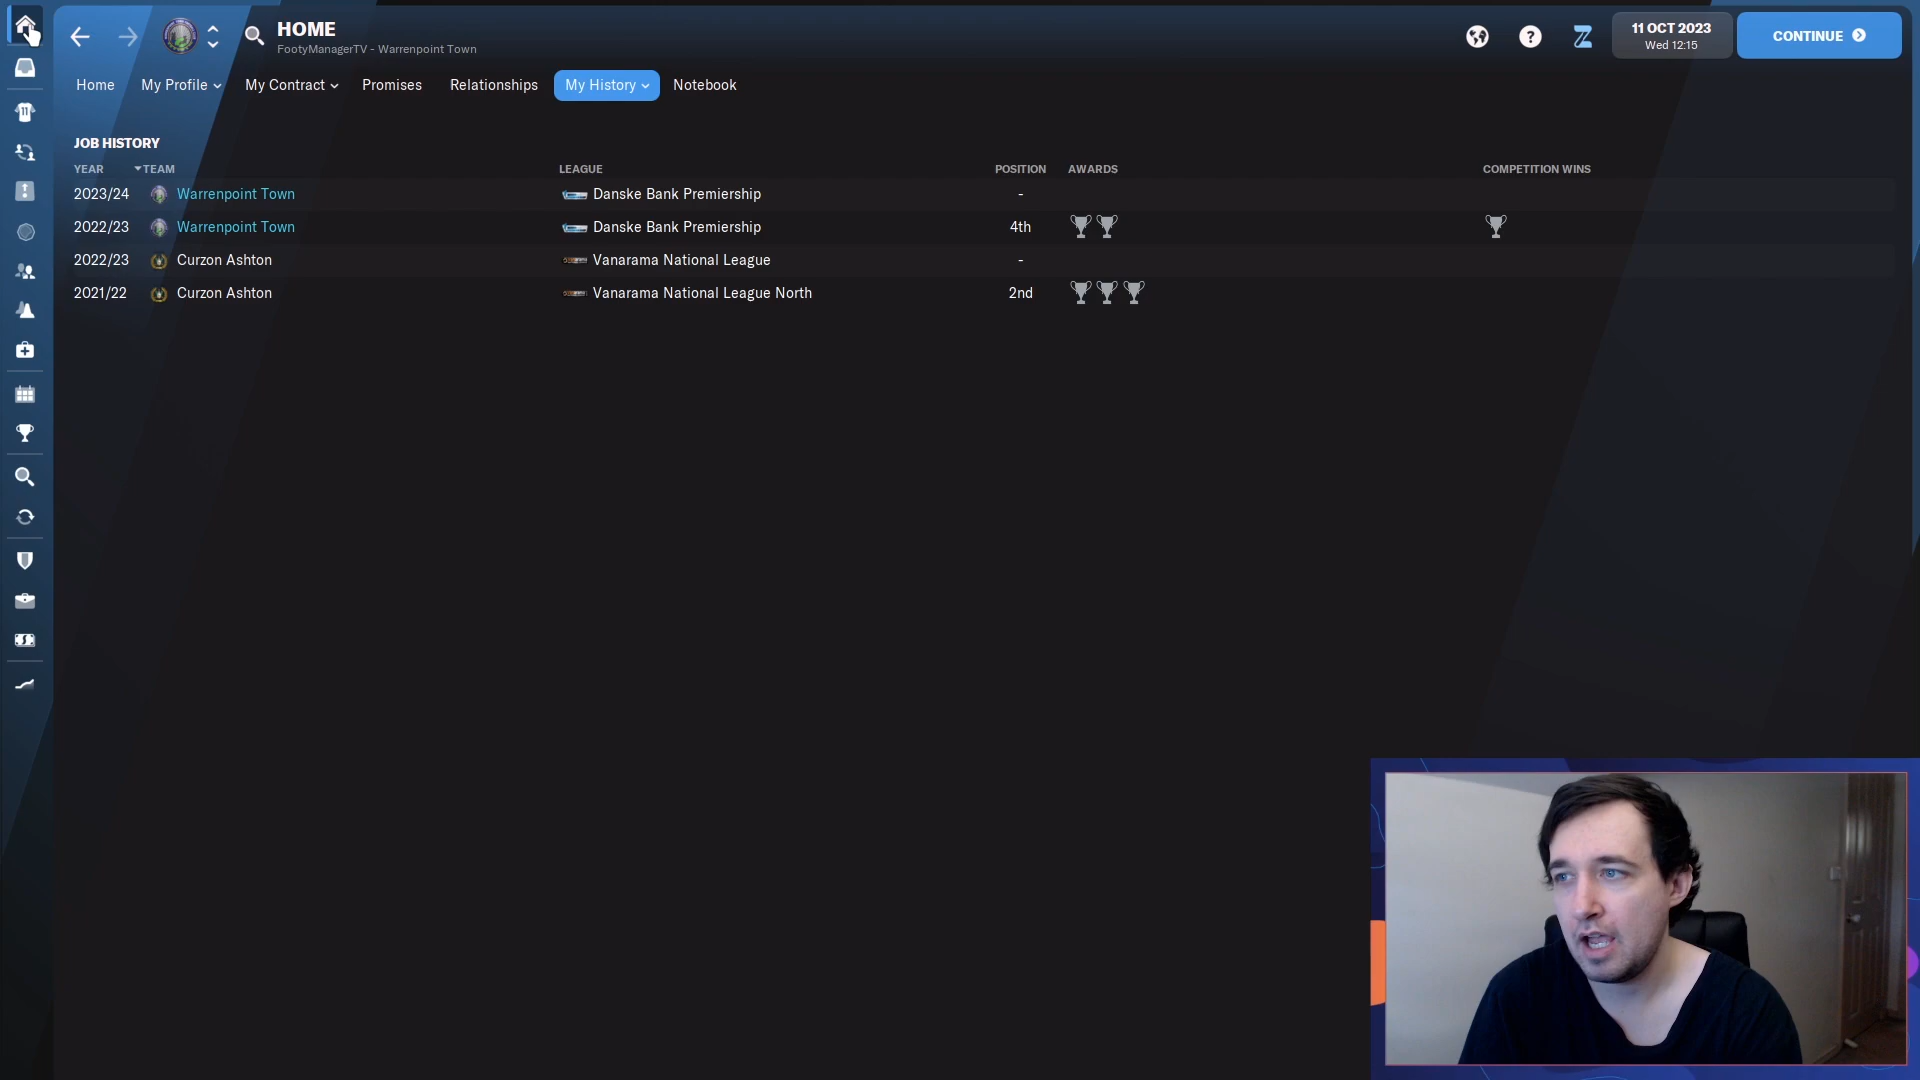 HOME
FootyManagerTV - Warrenpoint Town
11 OCT 2023
Wed 12:15
CONTINUE
Home My Profile My Contract Promises Relationships My History Notebook
JOB HISTORY
YEAR TEAM LEAGUE POSITION AWARDS COMPETITION WINS
2023/24 Warrenpoint Town Danske Bank Premiership -
2022/23 Warrenpoint Town Danske Bank Premiership 4th
2022/23 Curzon Ashton Vanarama National League -
2021/22 Curzon Ashton Vanarama National League North 2nd